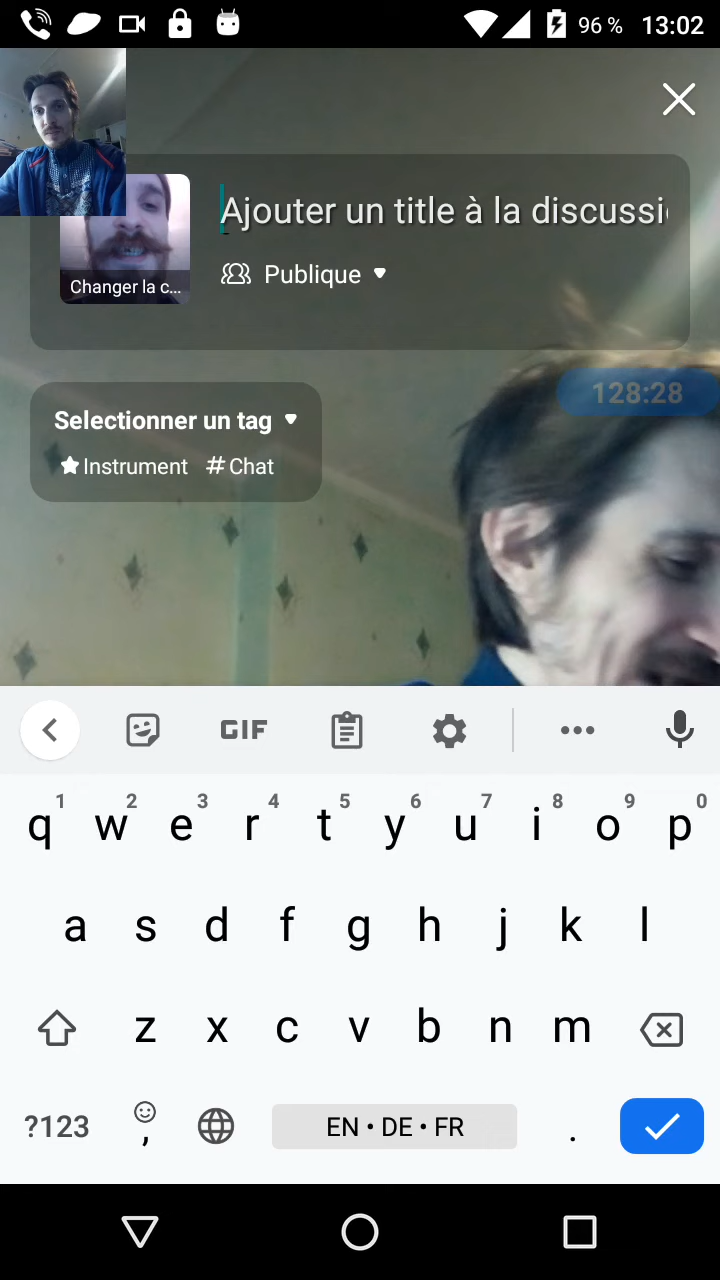 96 % 13:02
Ajouter un title à la discussi
Publique
Changer la c...
128:28
Selectionner un tag
Instrument #Chat
GIF
1 2 3 4 5 6 7 8 9 0
q w e r t y u i o p
a s d f g h j k l
z x c v b n m
?123 , EN • DE • FR .